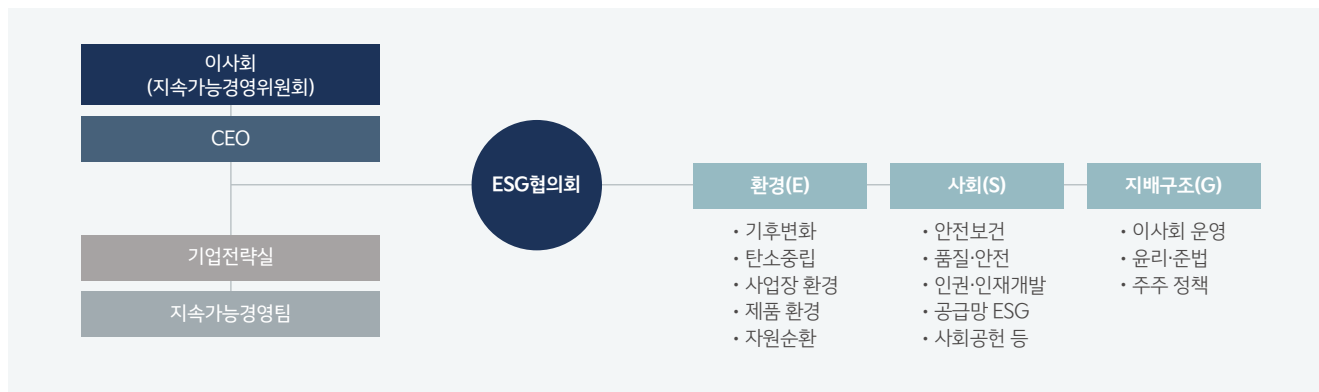 이사회
(지속가능경영위원회)
CEO
기업전략실
지속가능경영팀
ESG협의회
환경(E)
• 기후변화
• 탄소중립
• 사업장 환경
• 제품 환경
• 자원순환
사회(S)
• 안전보건
• 품질·안전
• 인권·인재개발
• 공급망 ESG
• 사회공헌 등
지배구조(G)
• 이사회 운영
• 윤리·준법
• 주주 정책